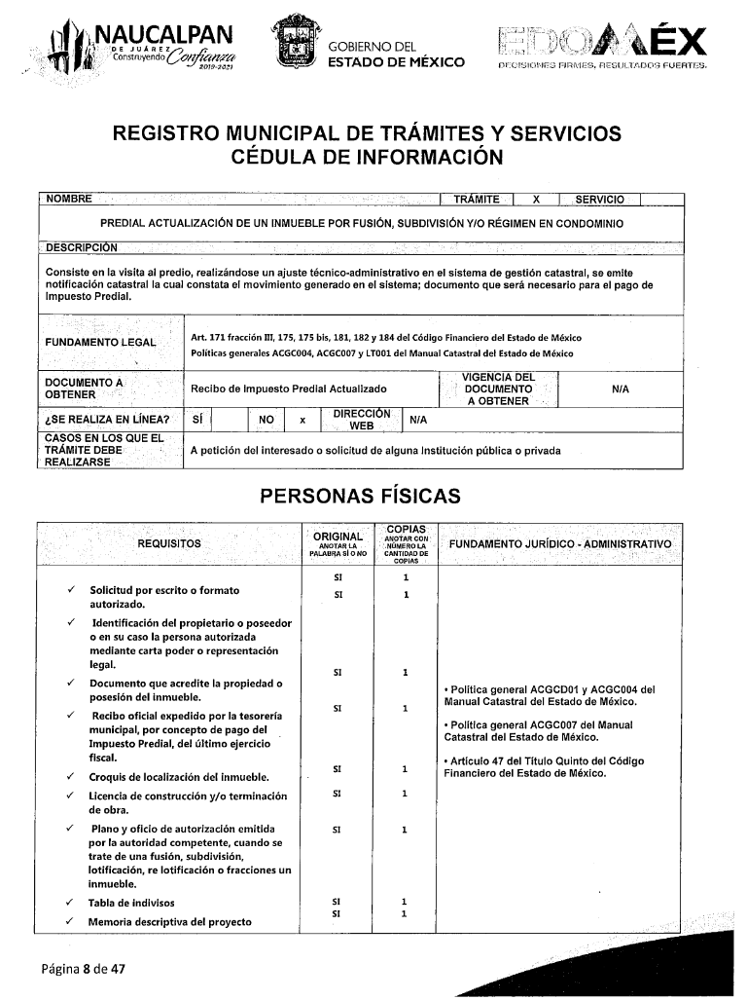 NAUCALPAN
DE JUÁREZ
Construyendo Confianza
2019-2021
GOBIERNO DEL
ESTADO DE MÉXICO
EDOMÉX
DECISIONES FIRMES, RESULTADOS FUERTES.
REGISTRO MUNICIPAL DE TRÁMITES Y SERVICIOS
CÉDULA DE INFORMACIÓN
NOMBRE TRÁMITE X SERVICIO
PREDIAL ACTUALIZACIÓN DE UN INMUEBLE POR FUSIÓN, SUBDIVISIÓN Y/O RÉGIMEN EN CONDOMINIO
DESCRIPCIÓN
Consiste en la visita al predio, realizándose un ajuste técnico-administrativo en el sistema de gestión catastral, se emite
notificación catastral la cual constata el movimiento generado en el sistema; documento que será necesario para el pago de
Impuesto Predial.
FUNDAMENTO LEGAL
Art. 171 fracción III, 175, 175 bis, 181, 182 y 184 del Código Financiero del Estado de México
Políticas generales ACGC004, ACGC007 y LT001 del Manual Catastral del Estado de México
DOCUMENTO A
OBTENER
Recibo de Impuesto Predial Actualizado
VIGENCIA DEL
DOCUMENTO
A OBTENER
N/A
¿SE REALIZA EN LÍNEA? SÍ NO x
DIRECCIÓN
WEB
N/A
CASOS EN LOS QUE EL
TRÁMITE DEBE
REALIZARSE
A petición del interesado o solicitud de alguna Institución pública o privada
PERSONAS FÍSICAS
REQUISITOS
ORIGINAL
ANOTAR LA
PALABRA SÍ O NO
COPIAS
ANOTAR CON
NÚMERO LA
CANTIDAD DE
COPIAS
FUNDAMENTO JURÍDICO - ADMINISTRATIVO
SI 1
✓ Solicitud por escrito o formato SI 1
autorizado.
✓ Identificación del propietario o poseedor
o en su caso la persona autorizada
mediante carta poder o representación
legal.
SI 1
✓ Documento que acredite la propiedad o
posesión del inmueble.
SI 1
✓ Recibo oficial expedido por la tesorería
municipal, por concepto de pago del
Impuesto Predial, del último ejercicio
fiscal.
SI 1
✓ Croquis de localización del inmueble.
✓ Licencia de construcción y/o terminación SI 1
de obra.
✓ Plano y oficio de autorización emitida SI 1
por la autoridad competente, cuando se
trate de una fusión, subdivisión,
lotificación, re lotificación o fracciones un
inmueble.
✓ Tabla de indivisos SI 1
SI 1
✓ Memoria descriptiva del proyecto
• Política general ACGCD01 y ACGC004 del
Manual Catastral del Estado de México.
• Política general ACGC007 del Manual
Catastral del Estado de México.
• Artículo 47 del Título Quinto del Código
Financiero del Estado de México.
Página 8 de 47